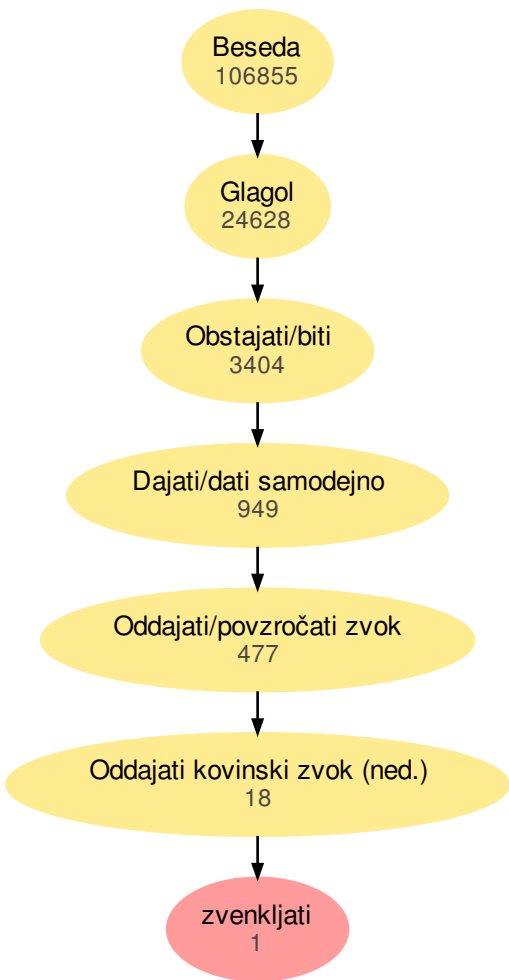 Beseda
106855
Glagol
24628
Obstajati/biti
3404
Dajati/dati samodejno
949
Oddajati/povzročati zvok
477
Oddajati kovinski zvok (ned.)
18
zvenkljati
1